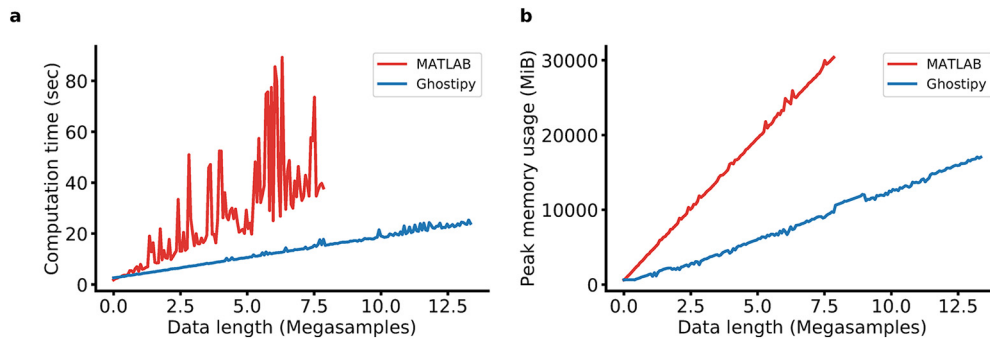 a
Computation time (sec)
80
60
40
20
0
0.0 2.5 5.0 7.5 10.0 12.5
Data length (Megasamples)
MATLAB
Ghostipy
b
Peak memory usage (MiB)
30000
20000
10000
0
0.0 2.5 5.0 7.5 10.0 12.5
Data length (Megasamples)
MATLAB
Ghostipy